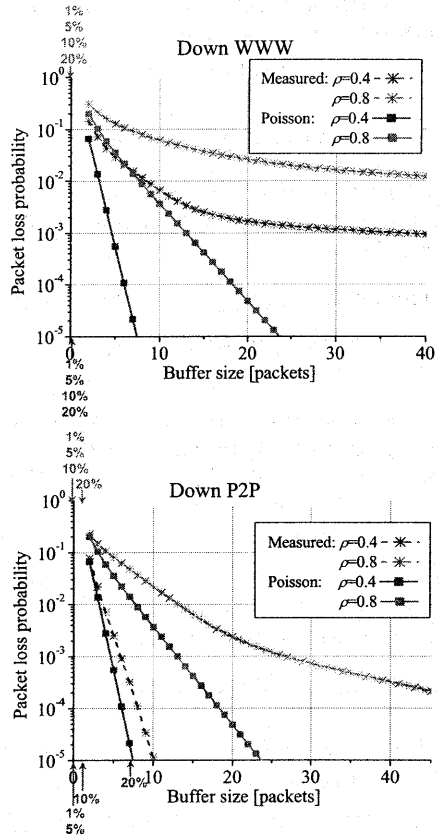 1%
5%
10%
20%
Down WWW
Measured: ρ=0.4
ρ=0.8
Poisson: ρ=0.4
ρ=0.8
Packet loss probability
10^0
10^-1
10^-2
10^-3
10^-4
10^-5
0 10 20 30 40
Buffer size [packets]
1%
5%
10%
20%
1%
5%
10%
20%
Down P2P
Measured: ρ=0.4
ρ=0.8
Poisson: ρ=0.4
ρ=0.8
Packet loss probability
10^0
10^-1
10^-2
10^-3
10^-4
10^-5
0 10 20 30 40
10% 20%
Buffer size [packets]
1%
5%